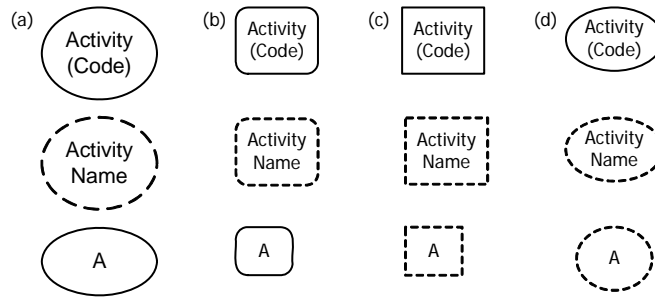 (a) (b) (c) (d)
Activity Activity Activity Activity
(Code) (Code) (Code) (Code)
Activity Activity Activity Activity
Name Name Name Name
A A A A